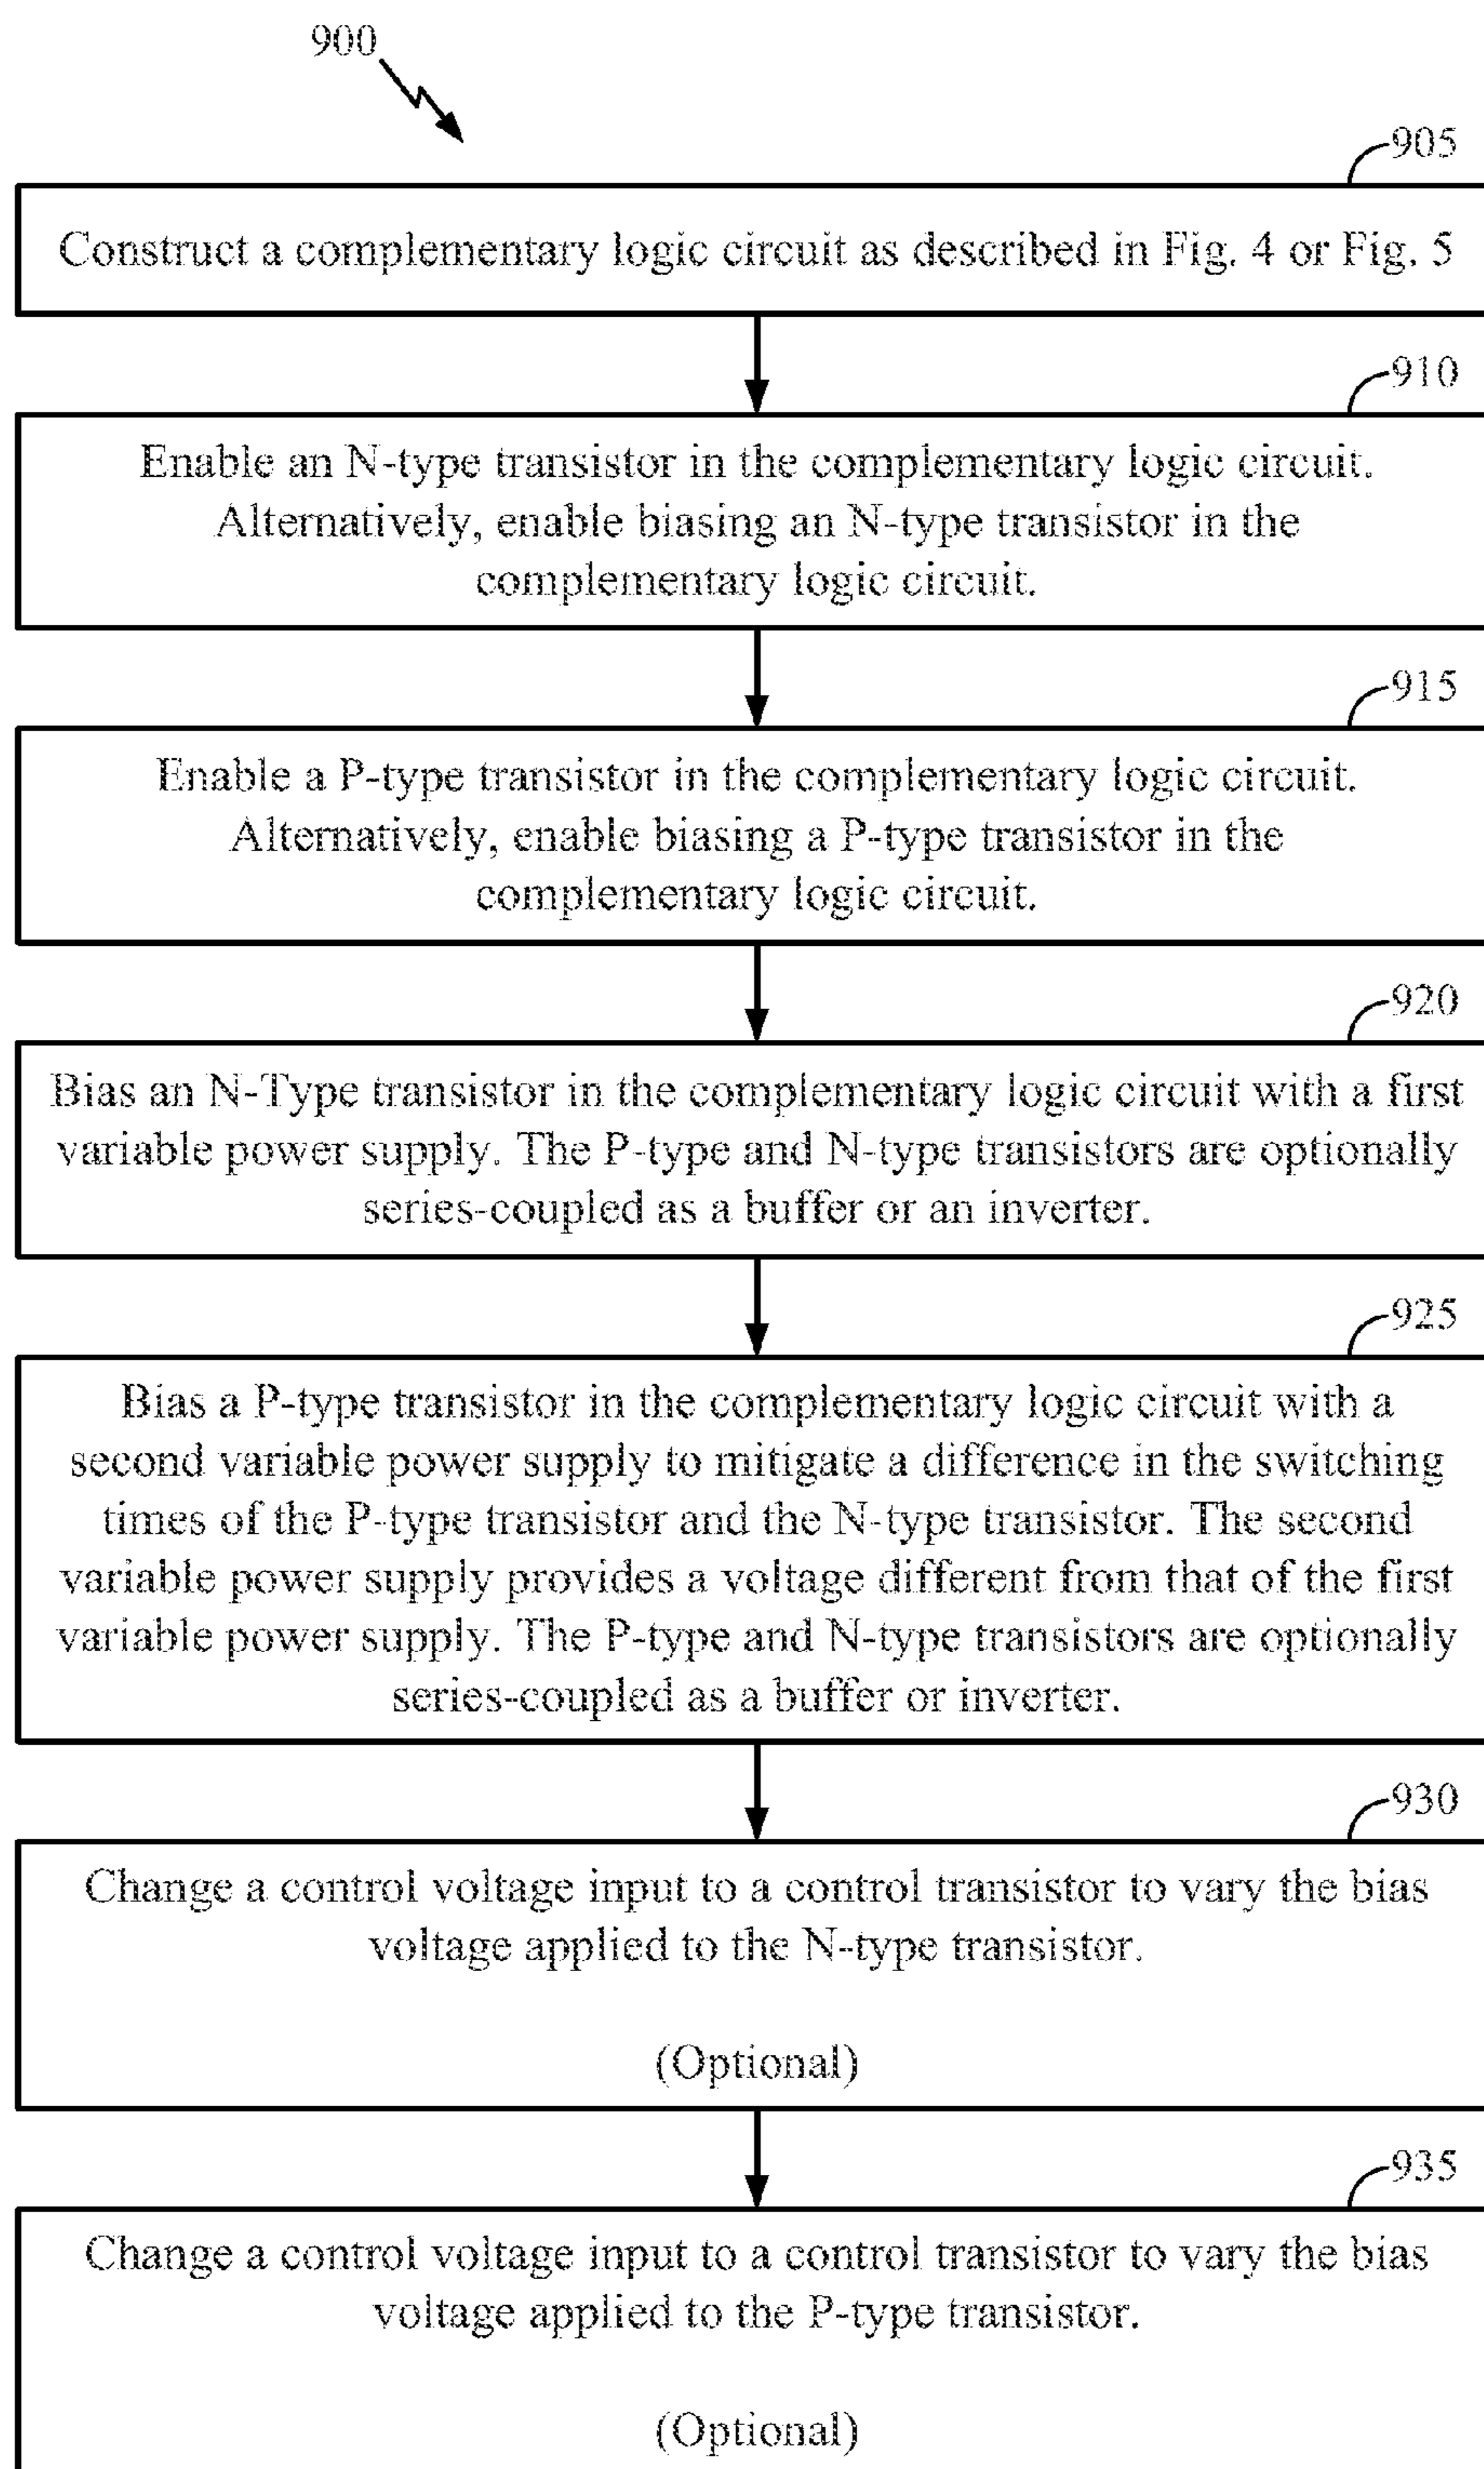 900
905
Construct a complementary logic circuit as described in Fig. 4 or Fig. 5
910
Enable an N-type transistor in the complementary logic circuit.
Alternatively, enable biasing an N-type transistor in the
complementary logic circuit.
915
Enable a P-type transistor in the complementary logic circuit.
Alternatively, enable biasing a P-type transistor in the
complementary logic circuit.
920
Bias an N-Type transistor in the complementary logic circuit with a first
variable power supply. The P-type and N-type transistors are optionally
series-coupled as a buffer or an inverter.
925
Bias a P-type transistor in the complementary logic circuit with a
second variable power supply to mitigate a difference in the switching
times of the P-type transistor and the N-type transistor. The second
variable power supply provides a voltage different from that of the first
variable power supply. The P-type and N-type transistors are optionally
series-coupled as a buffer or inverter.
930
Change a control voltage input to a control transistor to vary the bias
voltage applied to the N-type transistor.
(Optional)
935
Change a control voltage input to a control transistor to vary the bias
voltage applied to the P-type transistor.
(Optional)